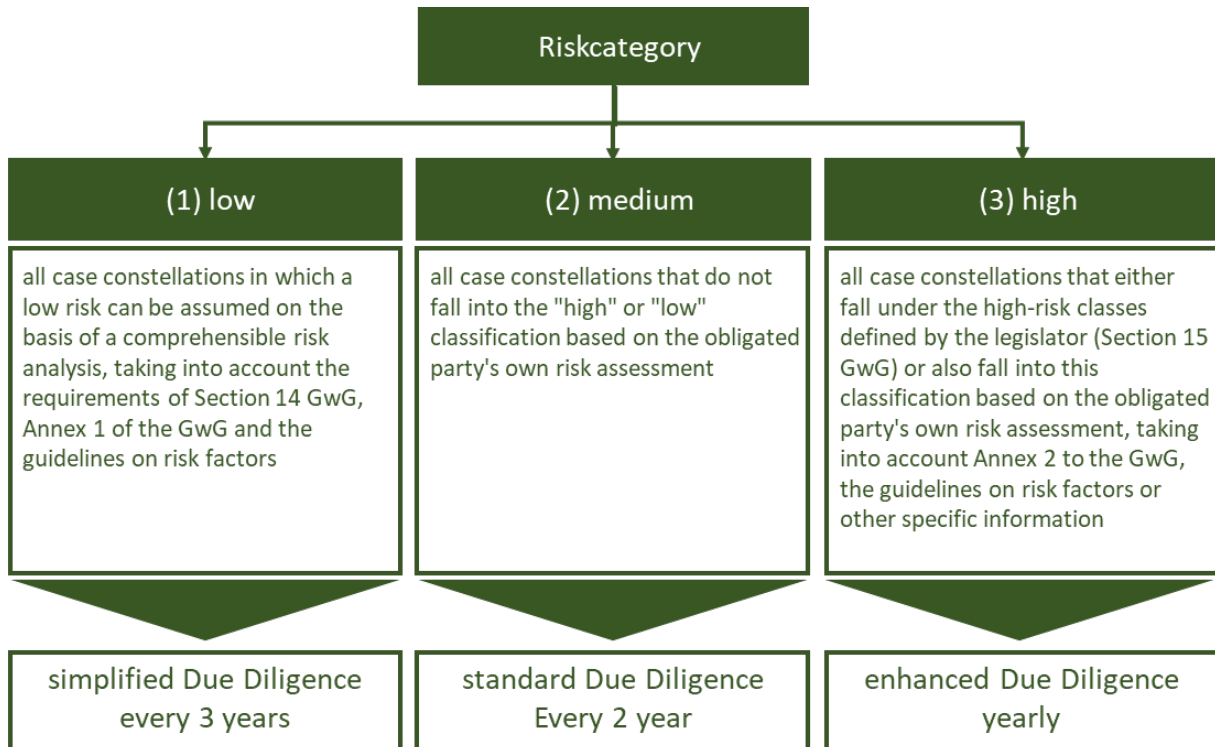 Riskcategory
(1) low
all case constellations in which a
low risk can be assumed on the
basis of a comprehensible risk
analysis, taking into account the
requirements of Section 14 GwG,
Annex 1 of the GwG and the
guidelines on risk factors
simplified Due Diligence
every 3 years
(2) medium
all case constellations that do not
fall into the "high" or "low"
classification based on the obligated
party's own risk assessment
standard Due Diligence
Every 2 year
(3) high
all case constellations that either
fall under the high-risk classes
defined by the legislator (Section 15
GwG) or also fall into this
classification based on the obligated
party's own risk assessment, taking
into account Annex 2 to the GwG,
the guidelines on risk factors or
other specific information
enhanced Due Diligence
yearly